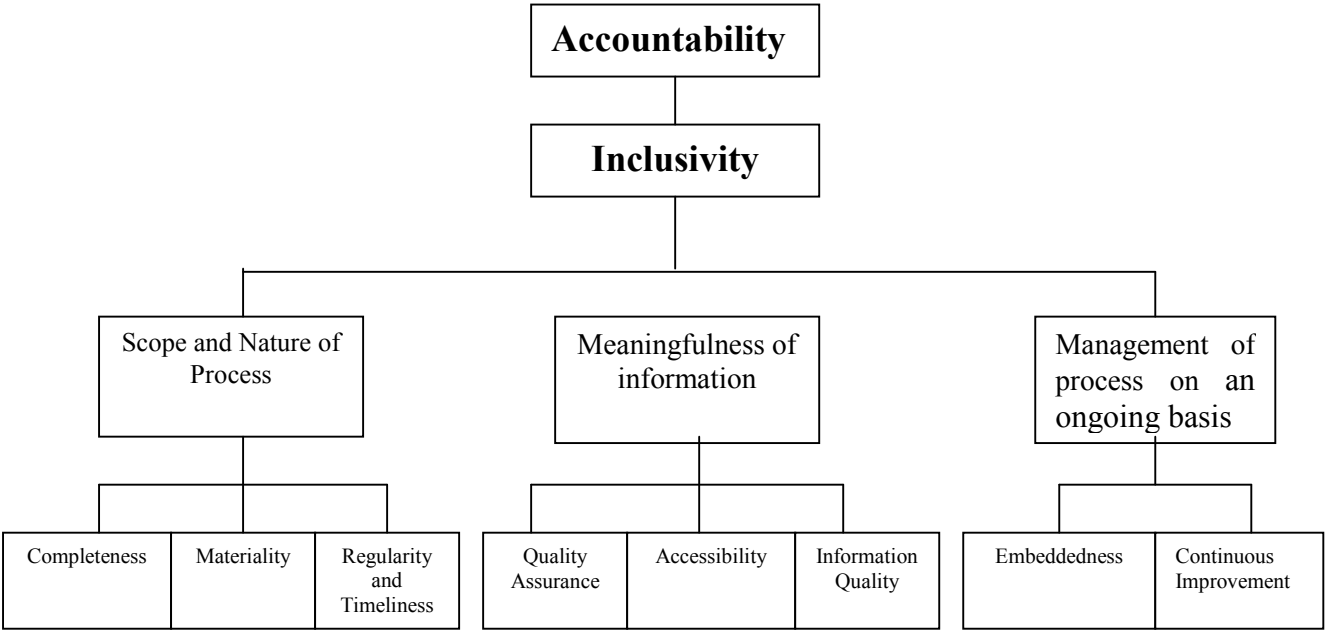 Accountability
Inclusivity
Scope and Nature of
Process
Meaningfulness of
information
Management of
process on an
ongoing basis
Completeness
Materiality
Regularity
and
Timeliness
Quality
Assurance
Accessibility
Information
Quality
Embeddedness
Continuous
Improvement